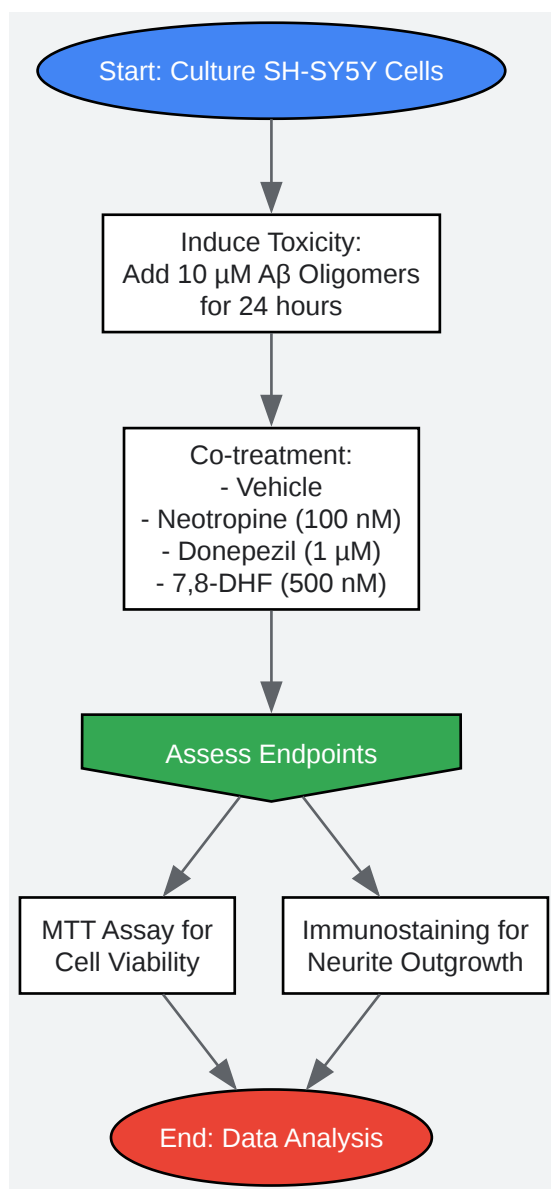 Start: Culture SH-SY5Y Cells
Induce Toxicity:
Add 10 µM Aβ Oligomers
for 24 hours
Co-treatment:
- Vehicle
- Neotropine (100 nM)
- Donepezil (1 µM)
- 7,8-DHF (500 nM)
Assess Endpoints
MTT Assay for
Cell Viability
Immunostaining for
Neurite Outgrowth
End: Data Analysis